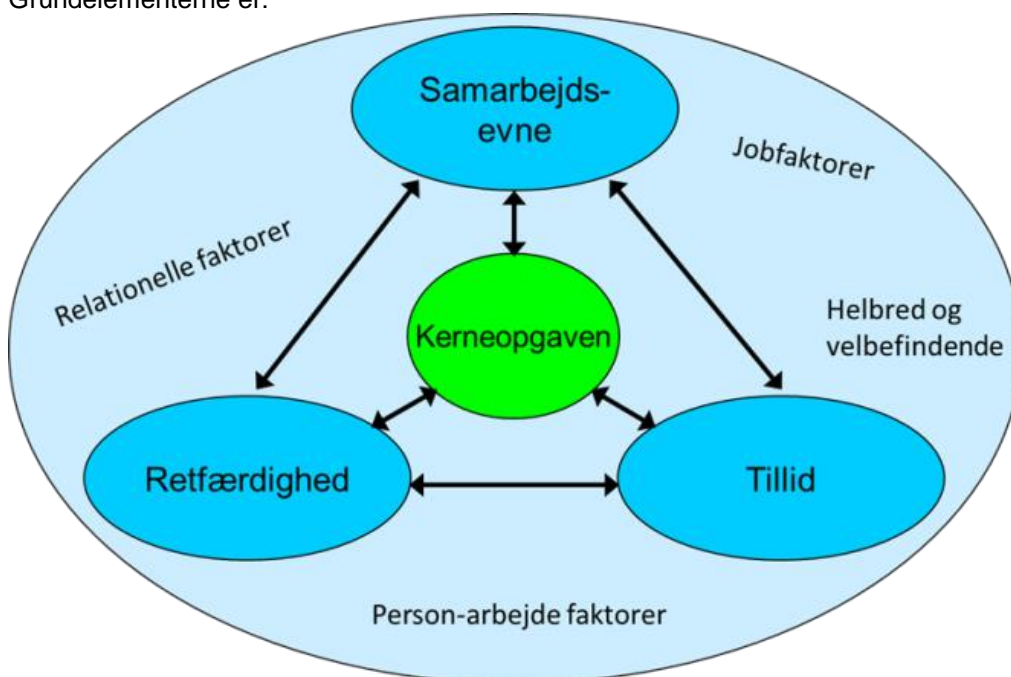 Grundelementerne er:
Samarbejds-
evne
Jobfaktorer
Relationelle faktorer
Kerneopgaven
Helbred og
velbefindende
Retfærdighed
Tillid
Person-arbejde faktorer